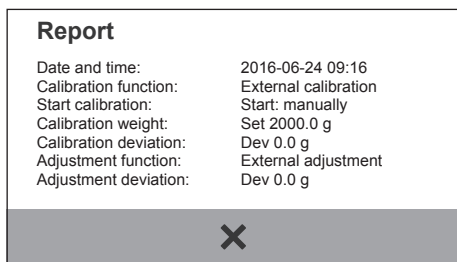 Report
Date and time: 2016-06-24 09:16
Calibration function: External calibration
Start calibration: Start: manually
Calibration weight: Set 2000.0 g
Calibration deviation: Dev 0.0 g
Adjustment function: External adjustment
Adjustment deviation: Dev 0.0 g